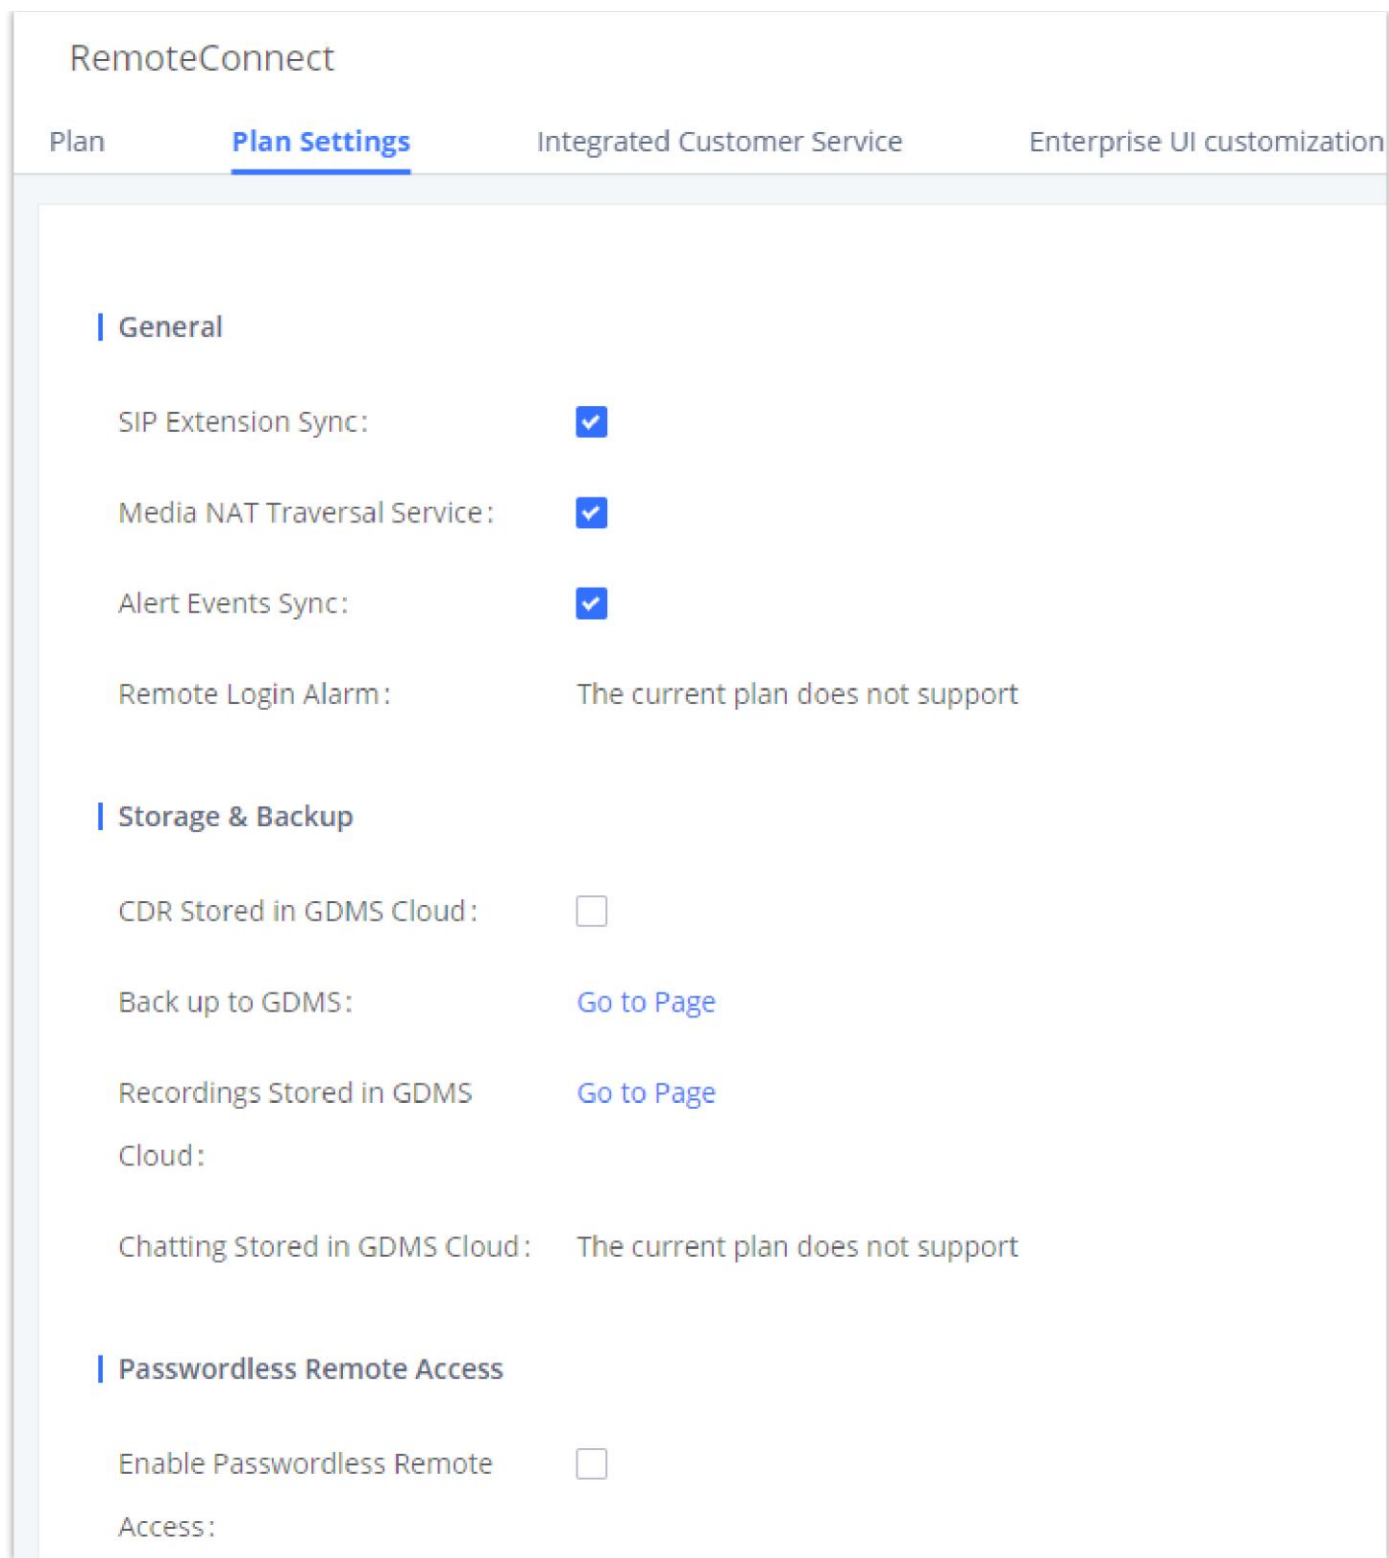 RemoteConnect
Plan Plan Settings Integrated Customer Service Enterprise UI customization
General
SIP Extension Sync:
Media NAT Traversal Service:
Alert Events Sync:
Remote Login Alarm: The current plan does not support
Storage & Backup
CDR Stored in GDMS Cloud:
Back up to GDMS: Go to Page
Recordings Stored in GDMS Go to Page
Cloud:
Chatting Stored in GDMS Cloud: The current plan does not support
Passwordless Remote Access
Enable Passwordless Remote
Access: